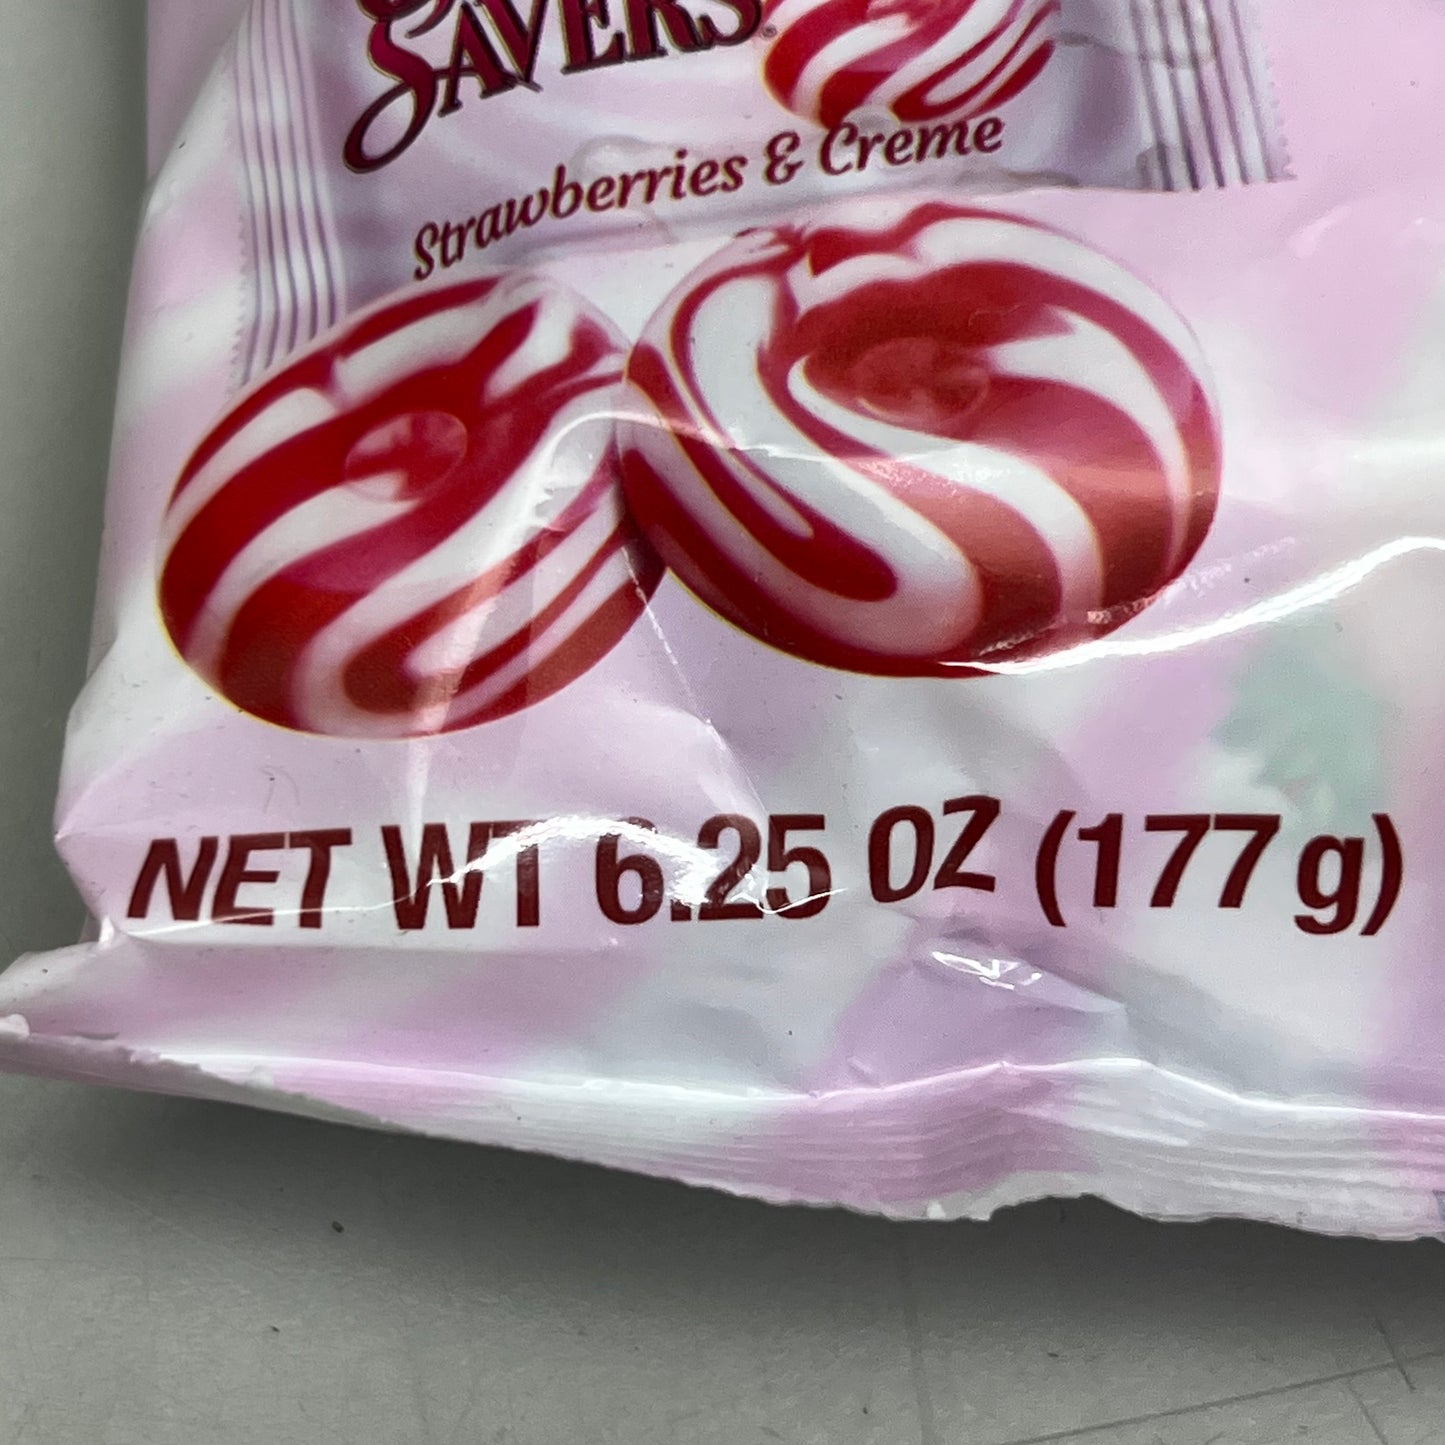 SAVERS®
Strawberries & Creme
NET WT 6.25 OZ (177 g)